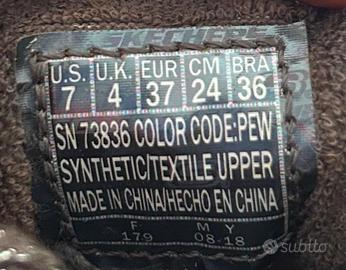 SKECHERS
U.S. U.K. EUR CM BRA
7 4 37 24 36
SN 73836 COLOR CODE:PEW
SYNTHETIC/TEXTILE UPPER
MADE IN CHINA/HECHO EN CHINA
F M Y
179 08-18
subito